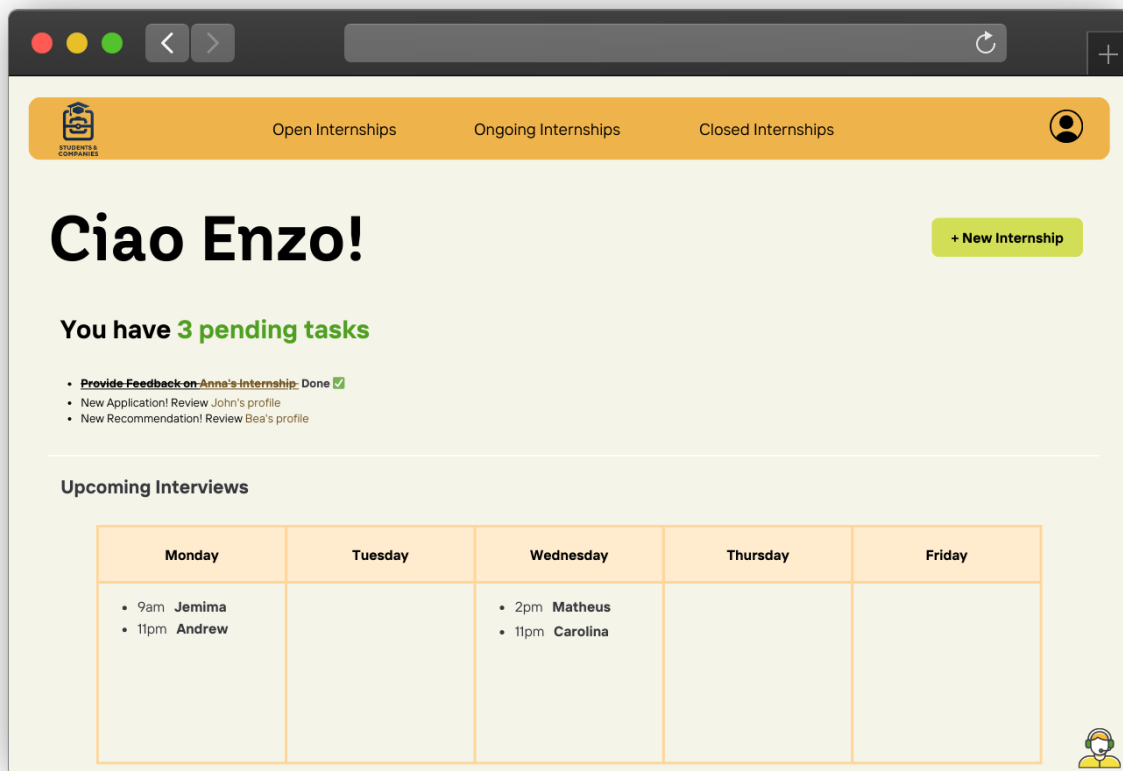 STUDENTS &
COMPANIES
Open Internships Ongoing Internships Closed Internships
Ciao Enzo!
+ New Internship
You have 3 pending tasks
• Provide Feedback on Anna's Internship Done ✅
• New Application! Review John's profile
• New Recommendation! Review Bea's profile
Upcoming Interviews
Monday Tuesday Wednesday Thursday Friday
• 9am Jemima
• 11pm Andrew
• 2pm Matheus
• 11pm Carolina